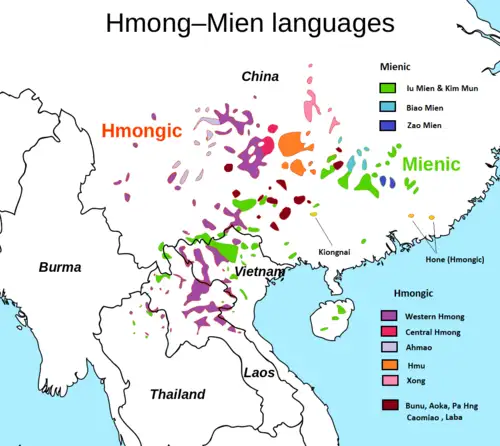 Hmong–Mien languages
China
Mienic
Iu Mien & Kim Mun
Biao Mien
Zao Mien
Hmongic
Mienic
Kiongnai
Hone (Hmongic)
Burma
Vietnam
Hmongic
Western Hmong
Central Hmong
Ahmao
Hmu
Xong
Bunu, Aoka, Pa Hng
Caomiao , Laba
Laos
Thailand